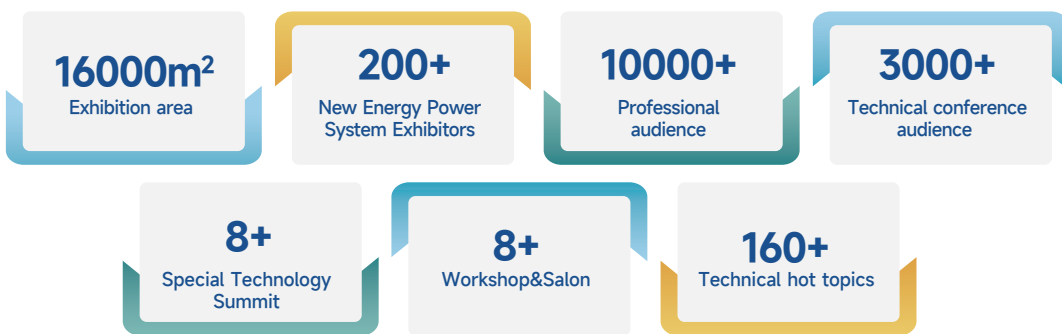 16000m²
Exhibition area
200+
New Energy Power
System Exhibitors
10000+
Professional
audience
3000+
Technical conference
audience
8+
Special Technology
Summit
8+
Workshop&Salon
160+
Technical hot topics